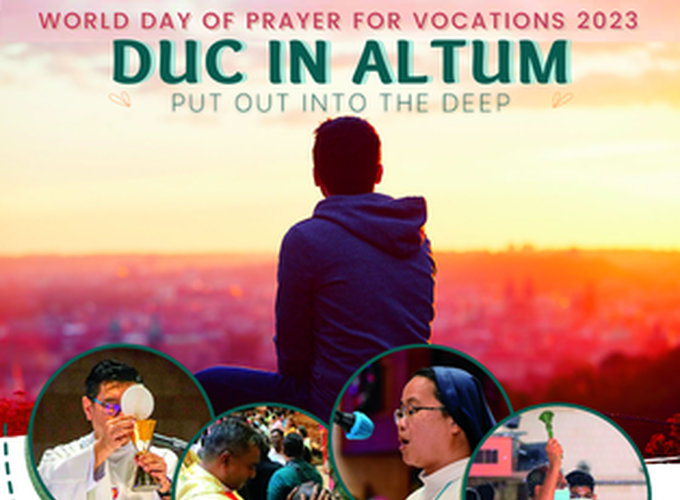 WORLD DAY OF PRAYER FOR VOCATIONS 2023
DUC IN ALTUM
PUT OUT INTO THE DEEP